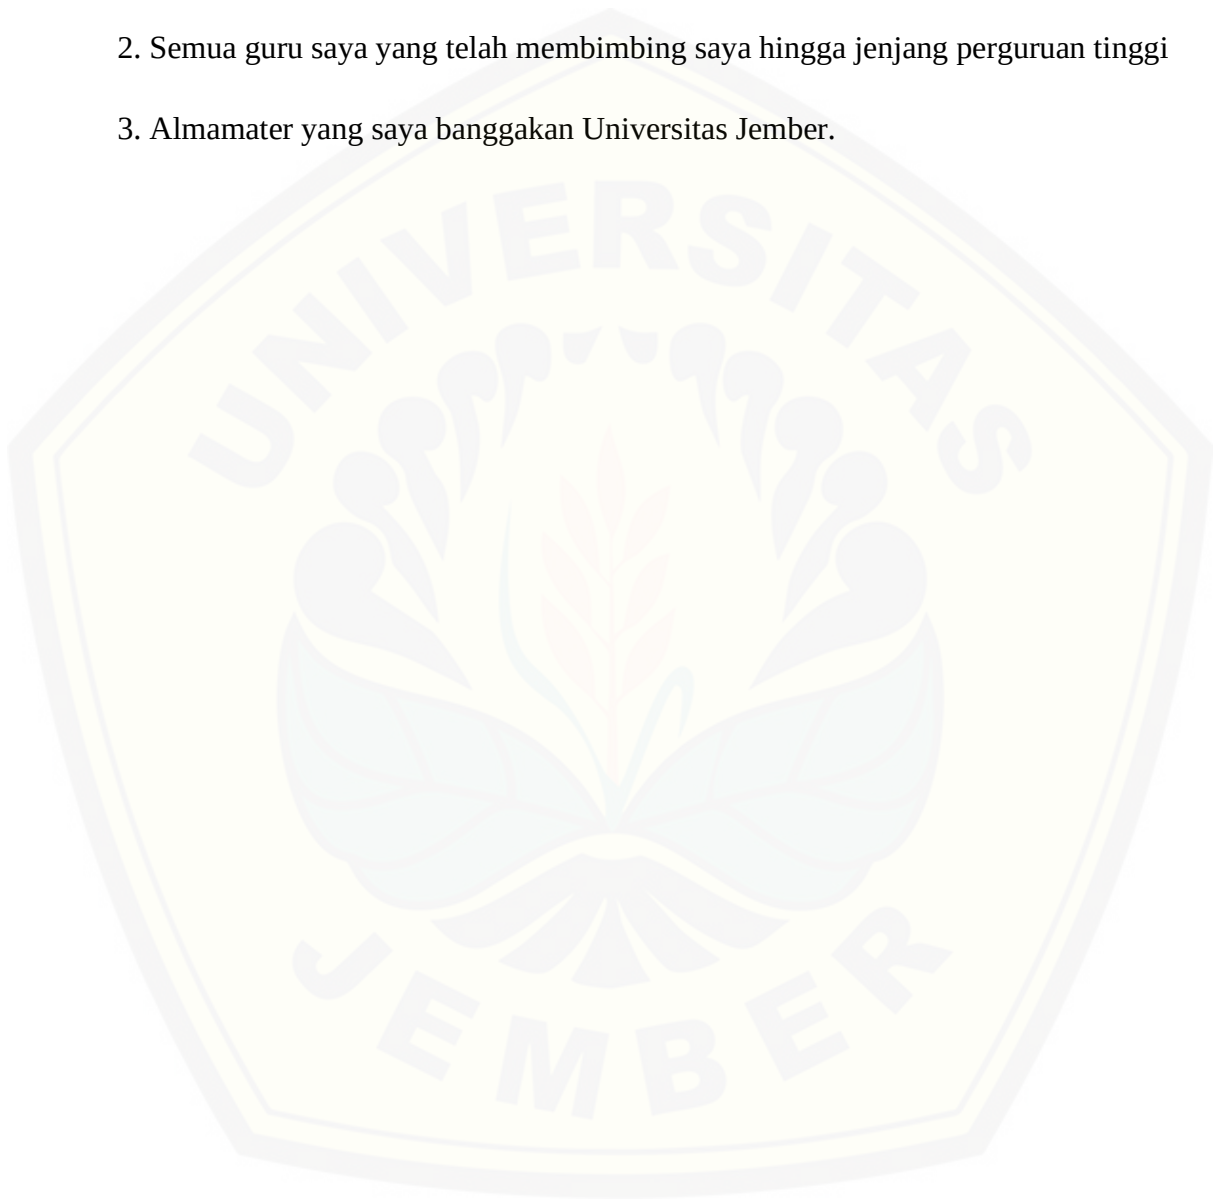 2. Semua guru saya yang telah membimbing saya hingga jenjang perguruan tinggi
3. Almamater yang saya banggakan Universitas Jember.
UNIVERSITAS
JEMBER